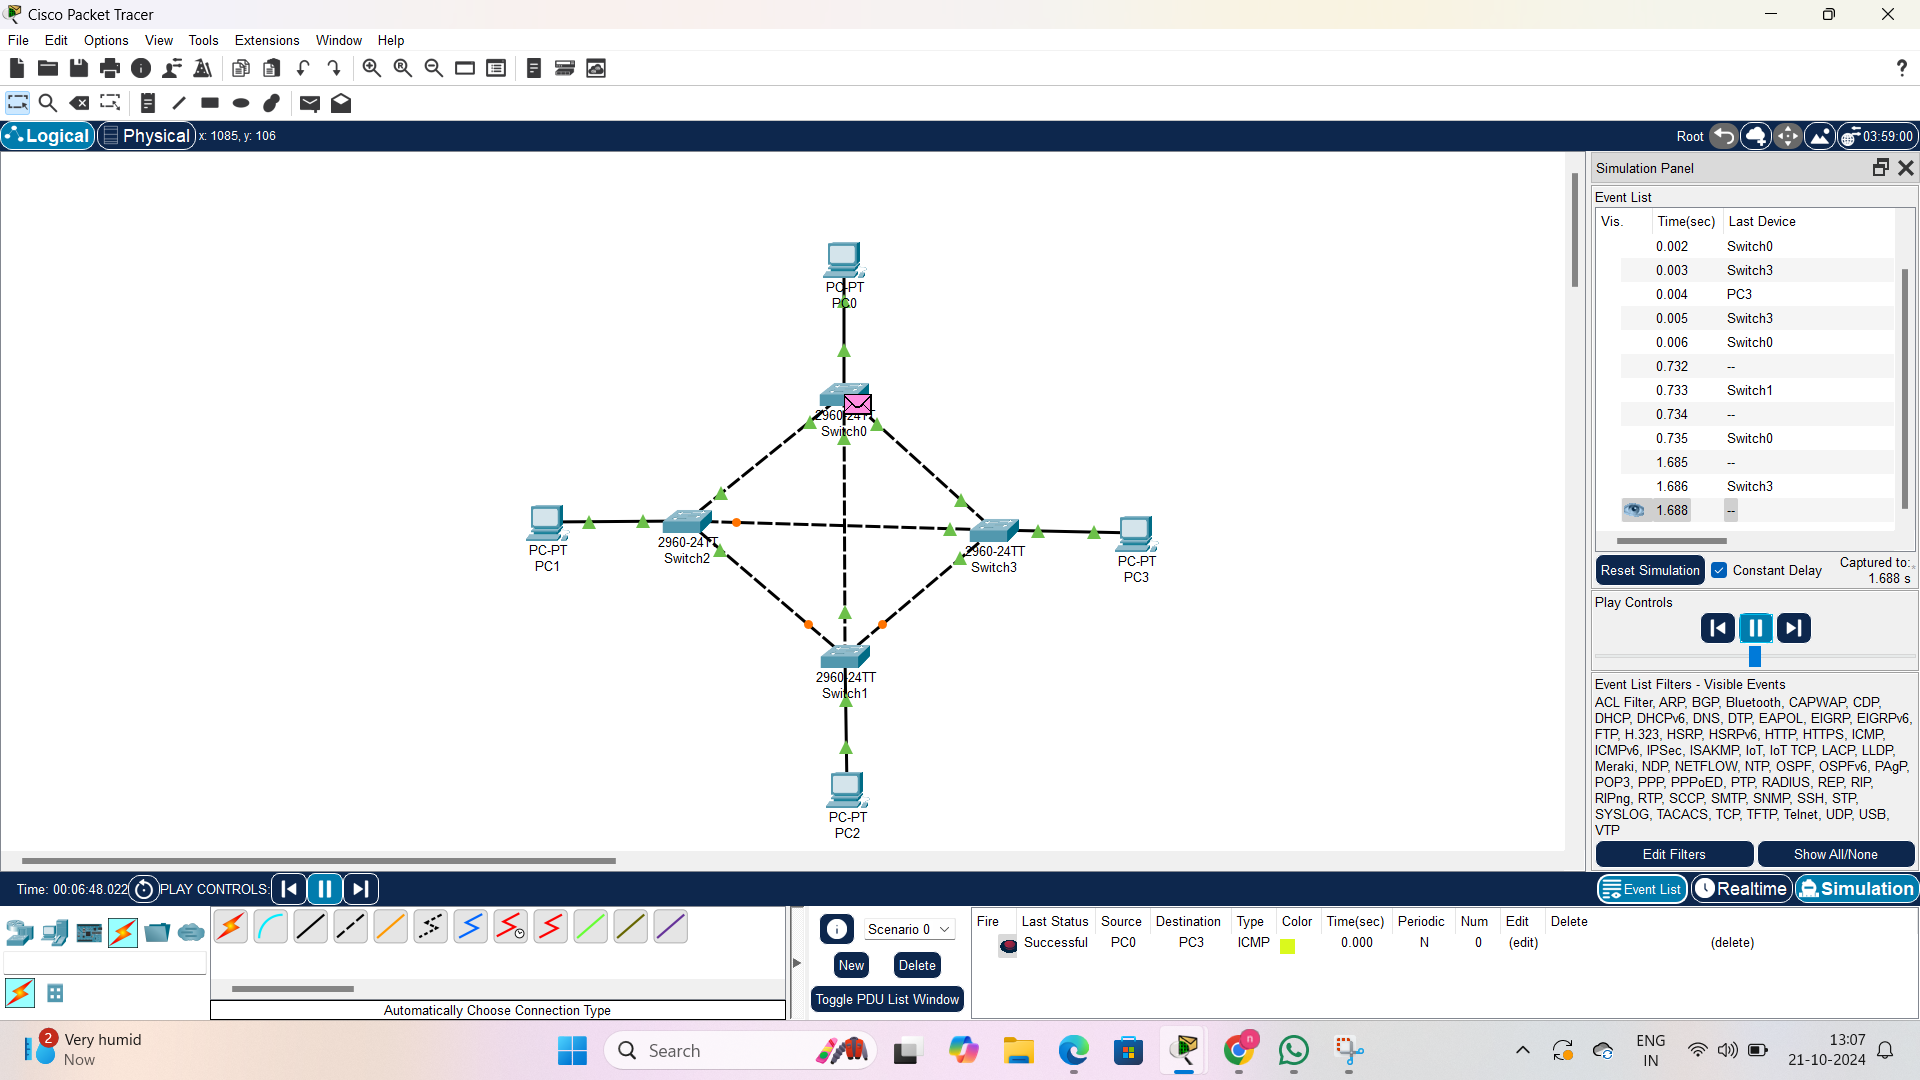 Cisco Packet Tracer
File Edit Options View Tools Extensions Window Help
?
Logical Physical x: 1085, y: 106 Root 03:59:00
Simulation Panel
Event List
Vis. Time(sec) Last Device
0.002 Switch0
0.003 Switch3
0.004 PC3
0.005 Switch3
0.006 Switch0
0.732 --
0.733 Switch1
0.734 --
0.735 Switch0
1.685 --
1.686 Switch3
1.688 --
Reset Simulation Constant Delay Captured to:
1.688 s
Play Controls
Event List Filters - Visible Events
ACL Filter, ARP, BGP, Bluetooth, CAPWAP, CDP,
DHCP, DHCPv6, DNS, DTP, EAPOL, EIGRP, EIGRPv6,
FTP, H.323, HSRP, HSRPv6, HTTP, HTTPS, ICMP,
ICMPv6, IPSec, ISAKMP, IoT, IoT TCP, LACP, LLDP,
Meraki, NDP, NETFLOW, NTP, OSPF, OSPFv6, PAgP,
POP3, PPP, PPPoED, PTP, RADIUS, REP, RIP,
RIPng, RTP, SCCP, SMTP, SNMP, SSH, STP,
SYSLOG, TACACS, TCP, TFTP, Telnet, UDP, USB,
VTP
Edit Filters Show All/None
PC-PT
PC0
2960-24TT
Switch0
PC-PT
PC1
2960-24TT
Switch2
2960-24TT
Switch3
PC-PT
PC3
2960-24TT
Switch1
PC-PT
PC2
Time: 00:06:48.022 PLAY CONTROLS: Event List Realtime Simulation
Scenario 0
New Delete
Toggle PDU List Window
Fire Last Status Source Destination Type Color Time(sec) Periodic Num Edit Delete
Successful PC0 PC3 ICMP 0.000 N 0 (edit) (delete)
Automatically Choose Connection Type
2
Very humid
Now
Search
n
ENG
IN
13:07
21-10-2024